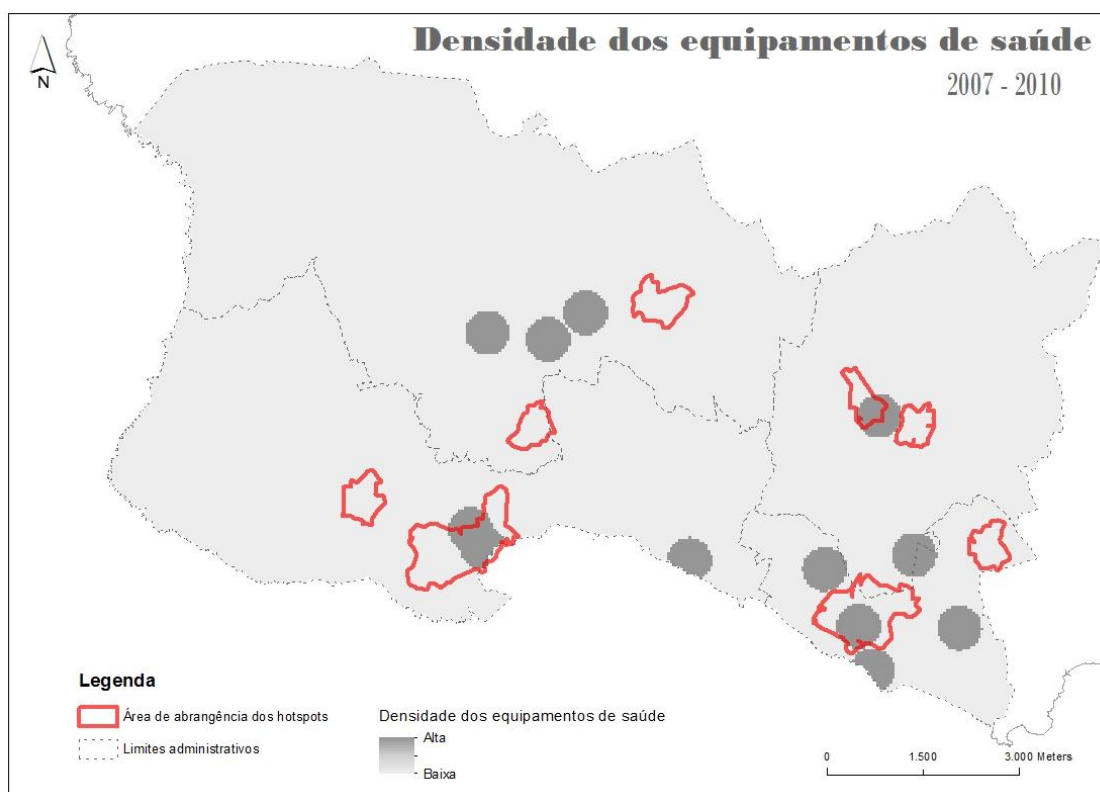 Densidade dos equipamentos de saúde
2007 - 2010
N
Legenda
Área de abrangência dos hotspots
Limites administrativos
Densidade dos equipamentos de saúde
Alta
Baixa
0 1.500 3.000 Meters